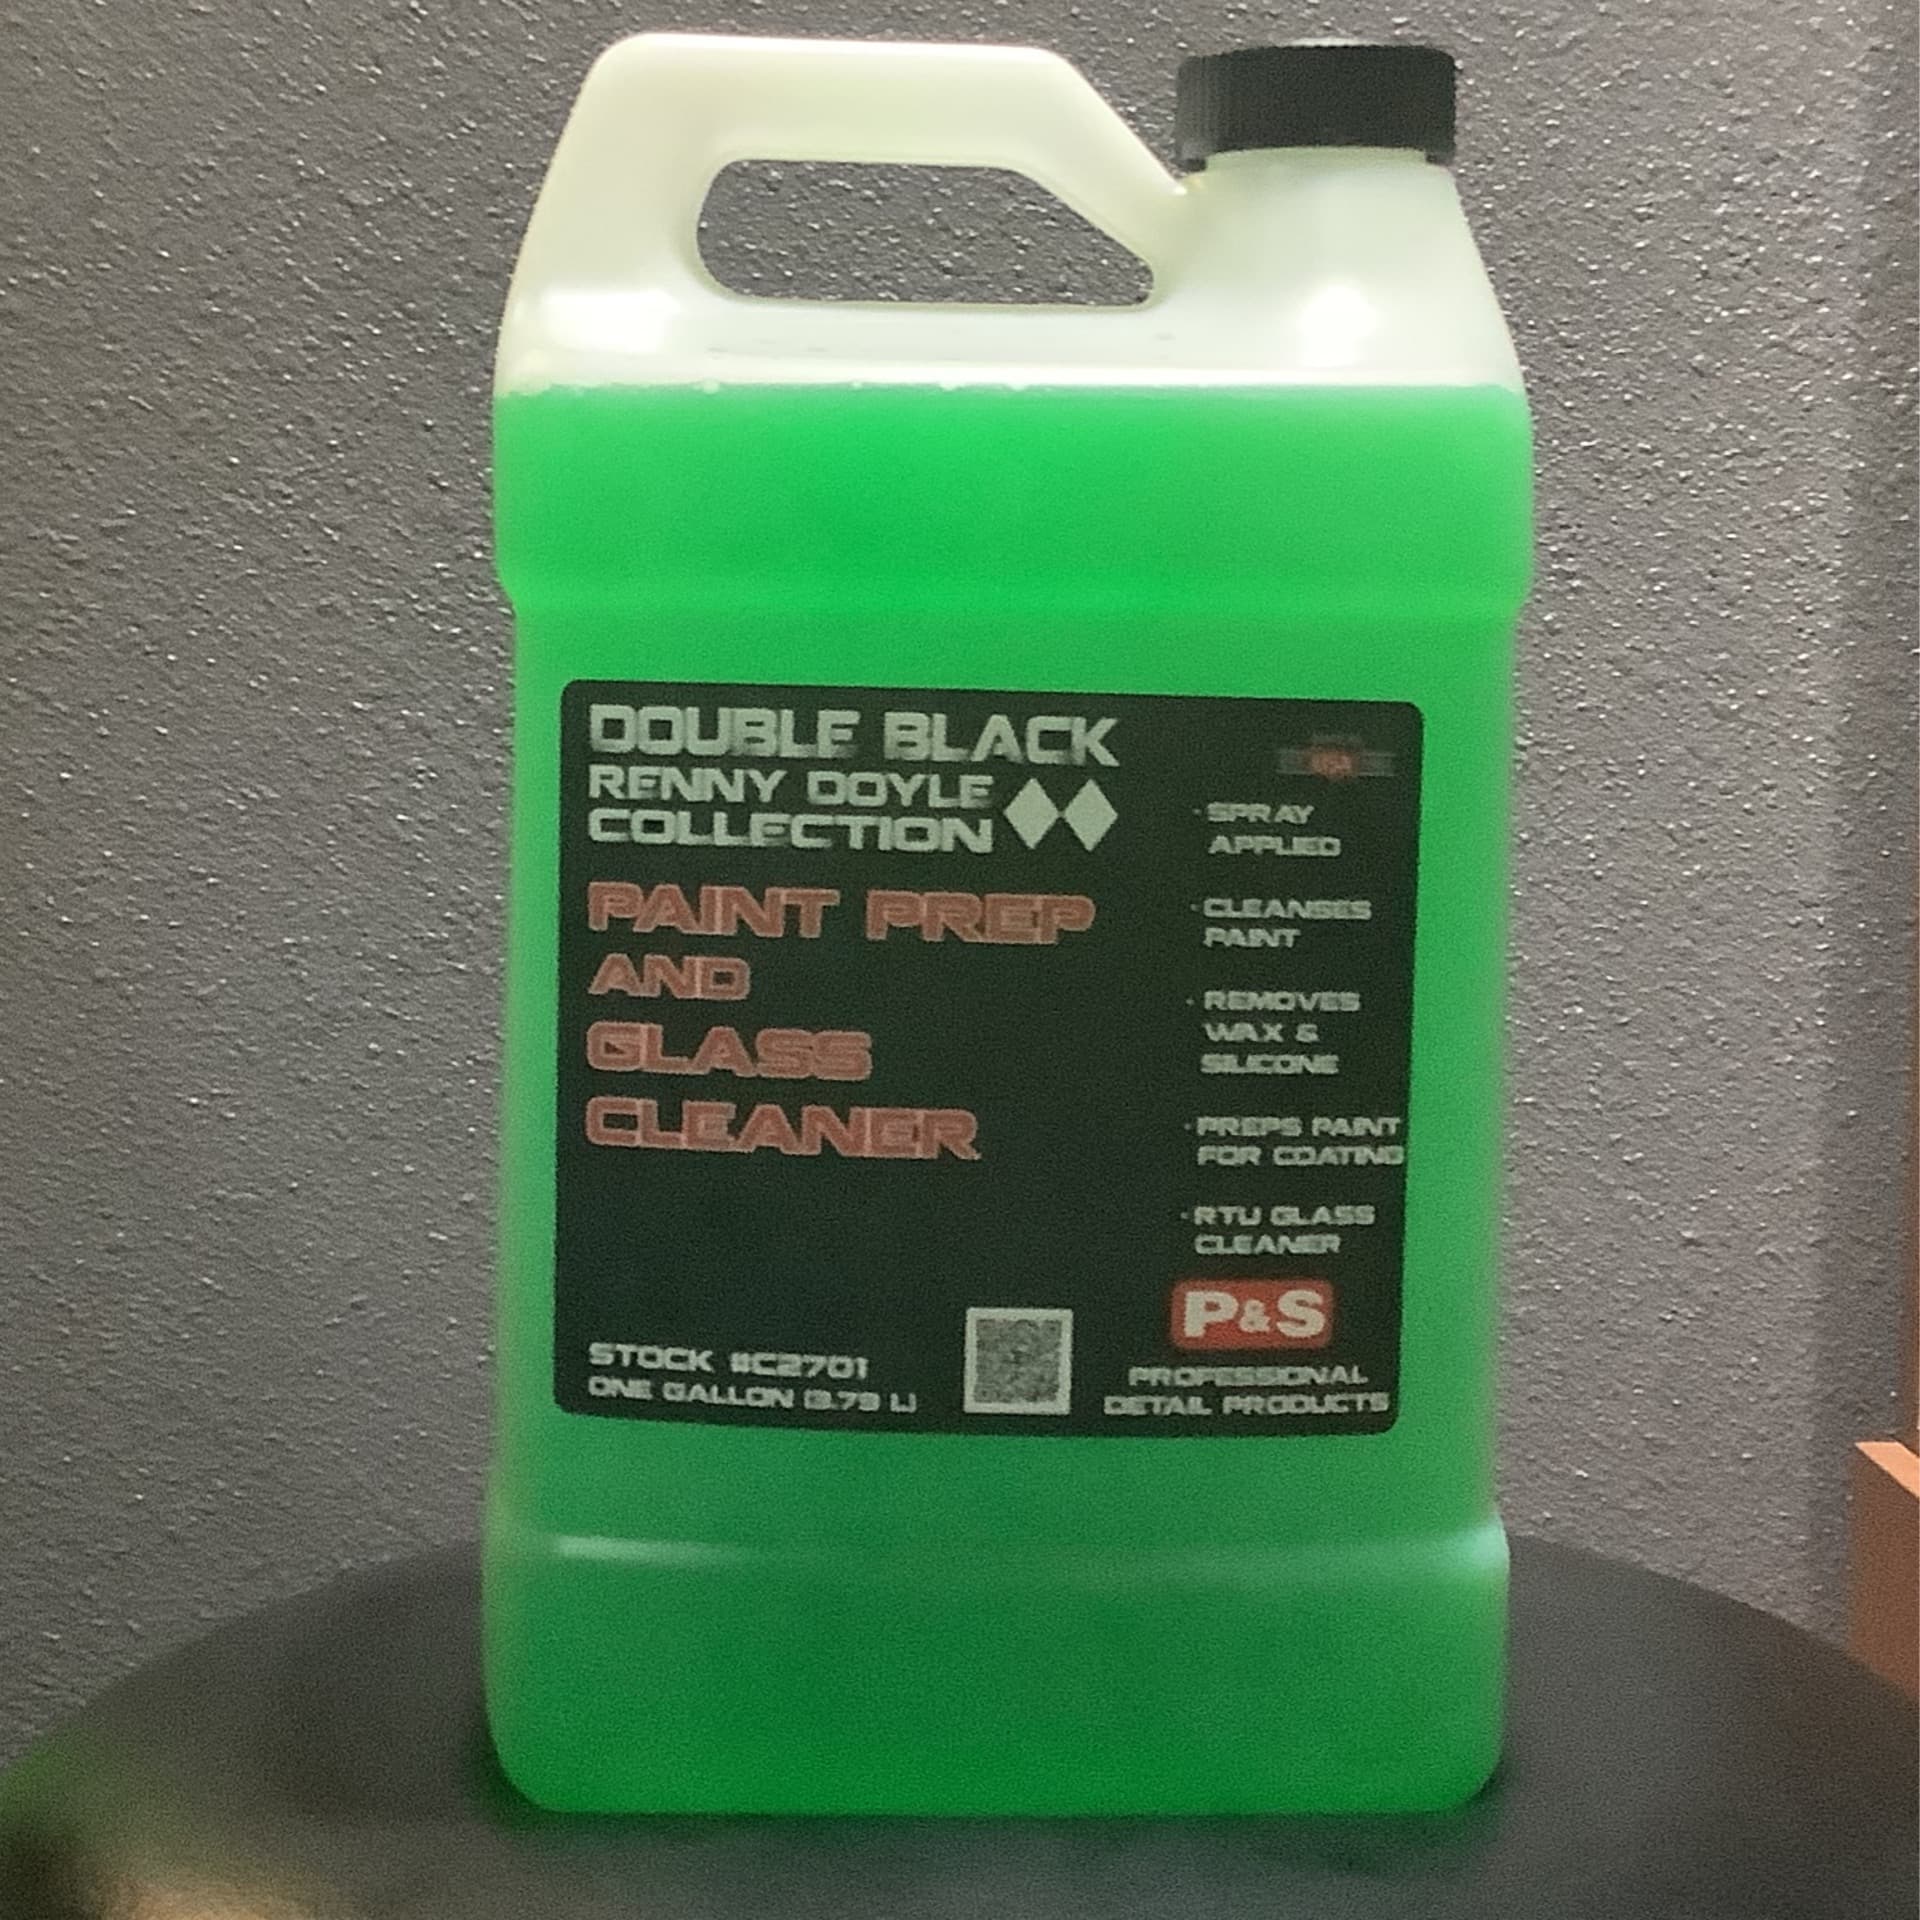 DOUBLE BLACK
RENNY DOYLE
COLLECTION
PAINT PREP
AND
GLASS
CLEANER
STOCK #C2701
ONE GALLON (3.79 L)
USA
· SPRAY
APPLIED
· CLEANSES
PAINT
· REMOVES
WAX &
SILICONE
· PREPS PAINT
FOR COATING
· RTU GLASS
CLEANER
P&S
PROFESSIONAL
DETAIL PRODUCTS